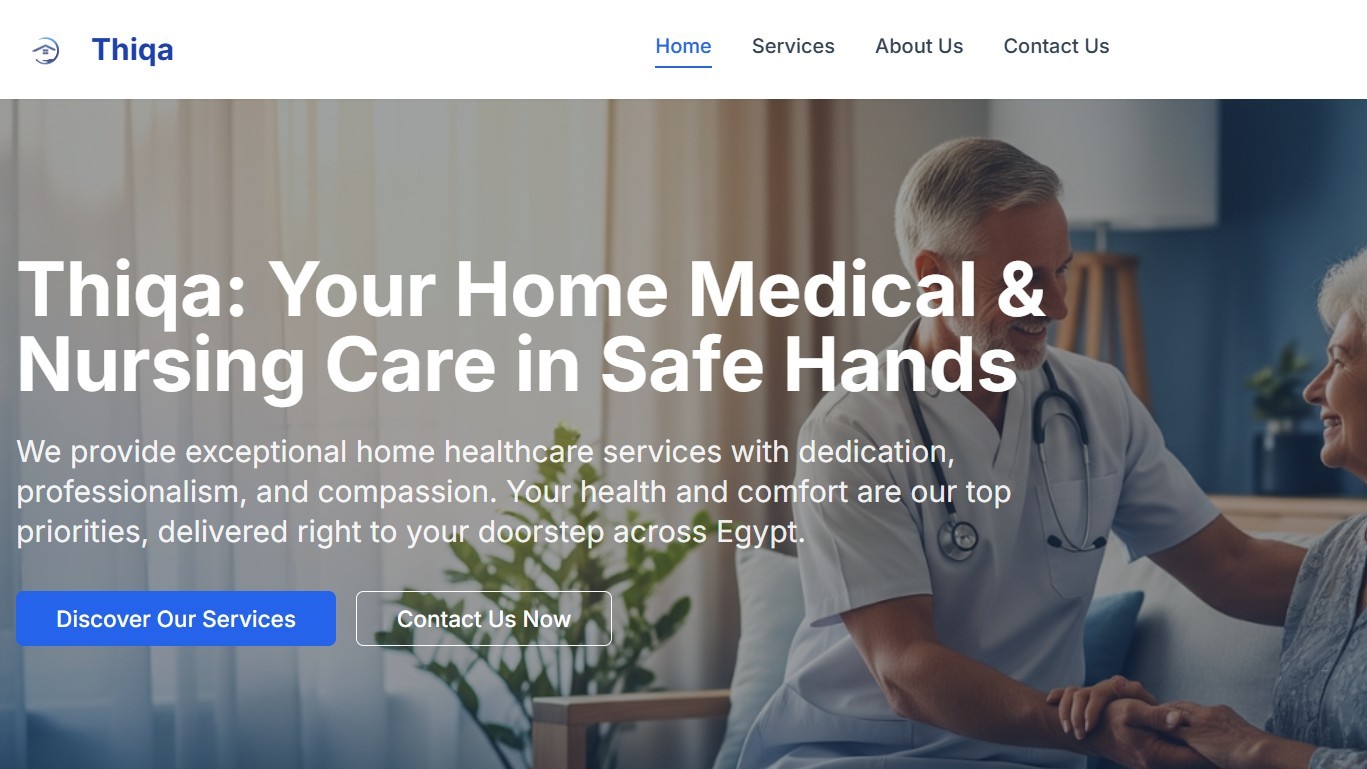 Thiqa
Home
Services
About Us
Contact Us
Thiqa: Your Home Medical &
Nursing Care in Safe Hands
We provide exceptional home healthcare services with dedication,
professionalism, and compassion. Your health and comfort are our top
priorities, delivered right to your doorstep across Egypt.
Discover Our Services
Contact Us Now